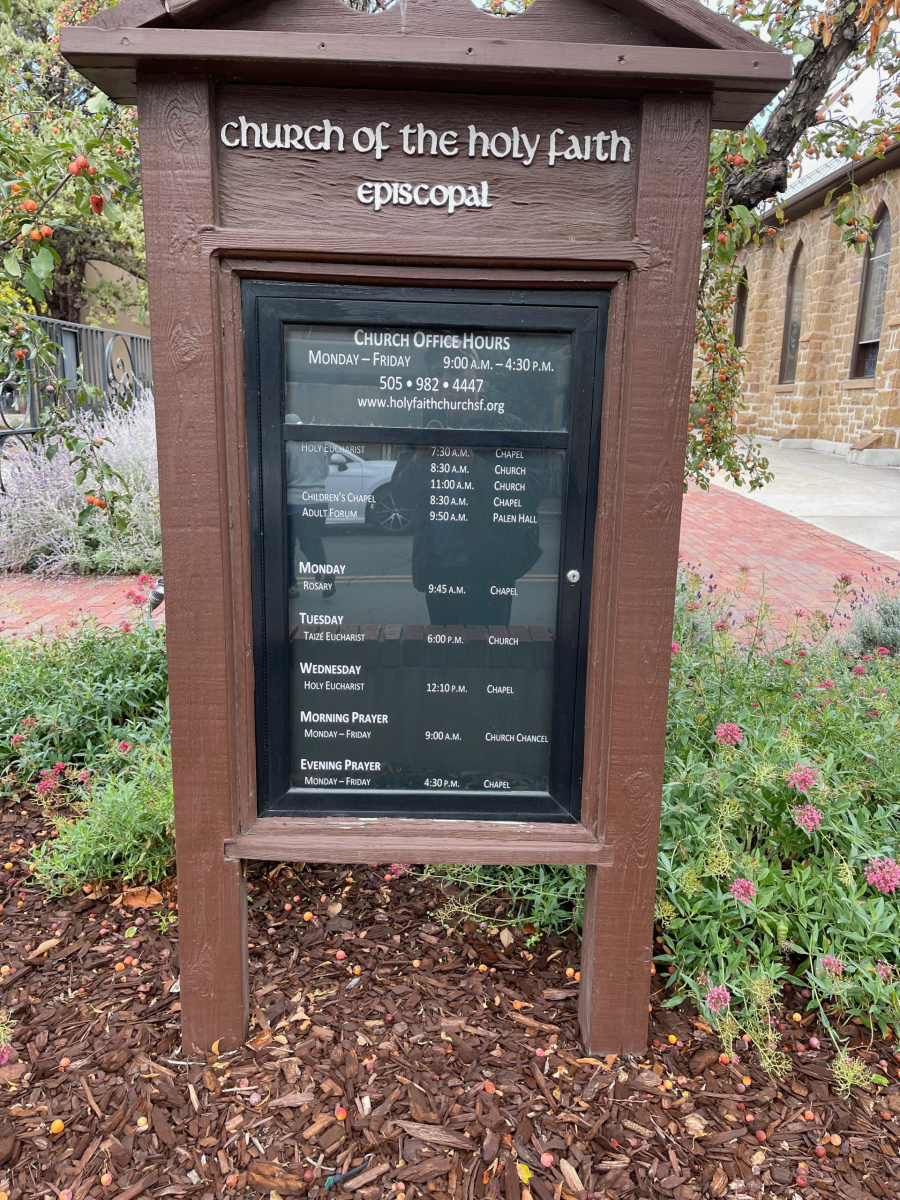 church of the holy faith
episcopal
CHURCH OFFICE HOURS
MONDAY – FRIDAY 9:00 A.M. – 4:30 P.M.
505 • 982 • 4447
www.holyfaithchurchsf.org
HOLY EUCHARIST 7:30 A.M. CHAPEL
8:30 A.M. CHURCH
11:00 A.M. CHURCH
CHILDREN'S CHAPEL 8:30 A.M. CHAPEL
ADULT FORUM 9:50 A.M. PALEN HALL
MONDAY
ROSARY 9:45 A.M. CHAPEL
TUESDAY
TAIZÉ EUCHARIST 6:00 P.M. CHURCH
WEDNESDAY
HOLY EUCHARIST 12:10 P.M. CHAPEL
MORNING PRAYER
MONDAY – FRIDAY 9:00 A.M. CHURCH CHANCEL
EVENING PRAYER
MONDAY – FRIDAY 4:30 P.M. CHAPEL